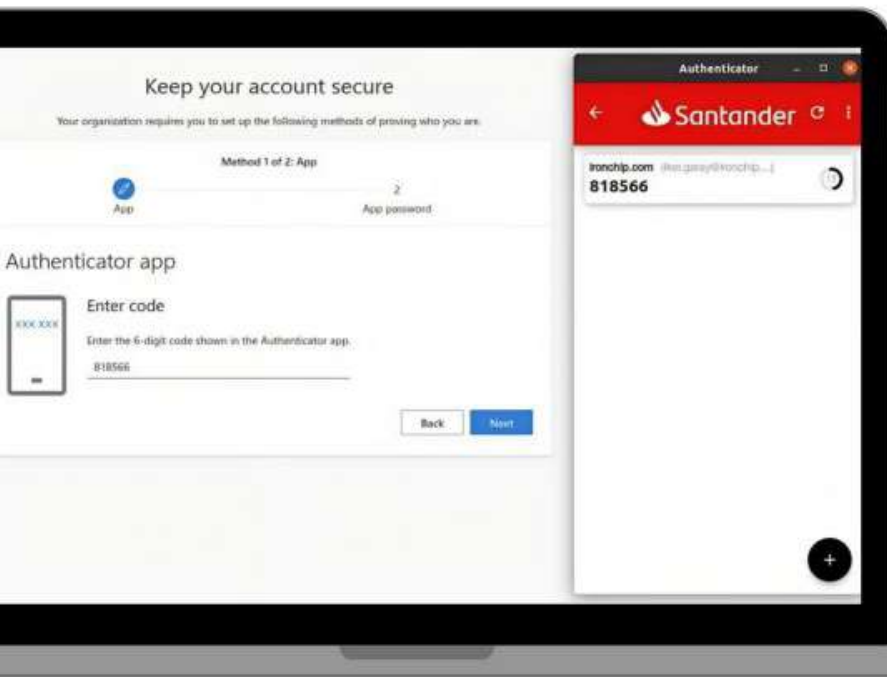 Keep your account secure
Your organization requires you to set up the following methods of proving who you are.
Method 1 of 2: App
App
2
App password
Authenticator app
XXX XXX
Enter code
Enter the 6-digit code shown in the Authenticator app.
818566
Back
Next
Authenticator
Santander
ironchip.com
818566